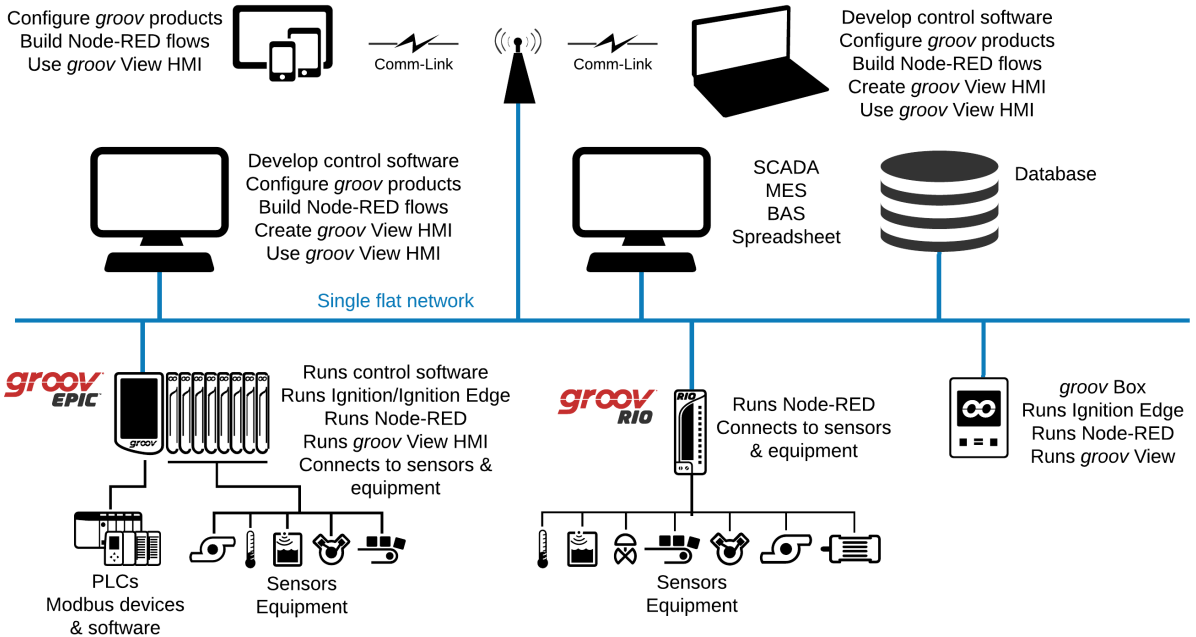 Configure groov products
Build Node-RED flows
Use groov View HMI
Comm-Link
Comm-Link
Develop control software
Configure groov products
Build Node-RED flows
Create groov View HMI
Use groov View HMI
Develop control software
Configure groov products
Build Node-RED flows
Create groov View HMI
Use groov View HMI
SCADA
MES
BAS
Spreadsheet
Database
Single flat network
groov
EPIC
groov
Runs control software
Runs Ignition/Ignition Edge
Runs Node-RED
Runs groov View HMI
Connects to sensors &
equipment
groov
RIO
RIO
Runs Node-RED
Connects to sensors
& equipment
groov Box
Runs Ignition Edge
Runs Node-RED
Runs groov View
PLCs
Modbus devices
& software
Sensors
Equipment
Sensors
Equipment